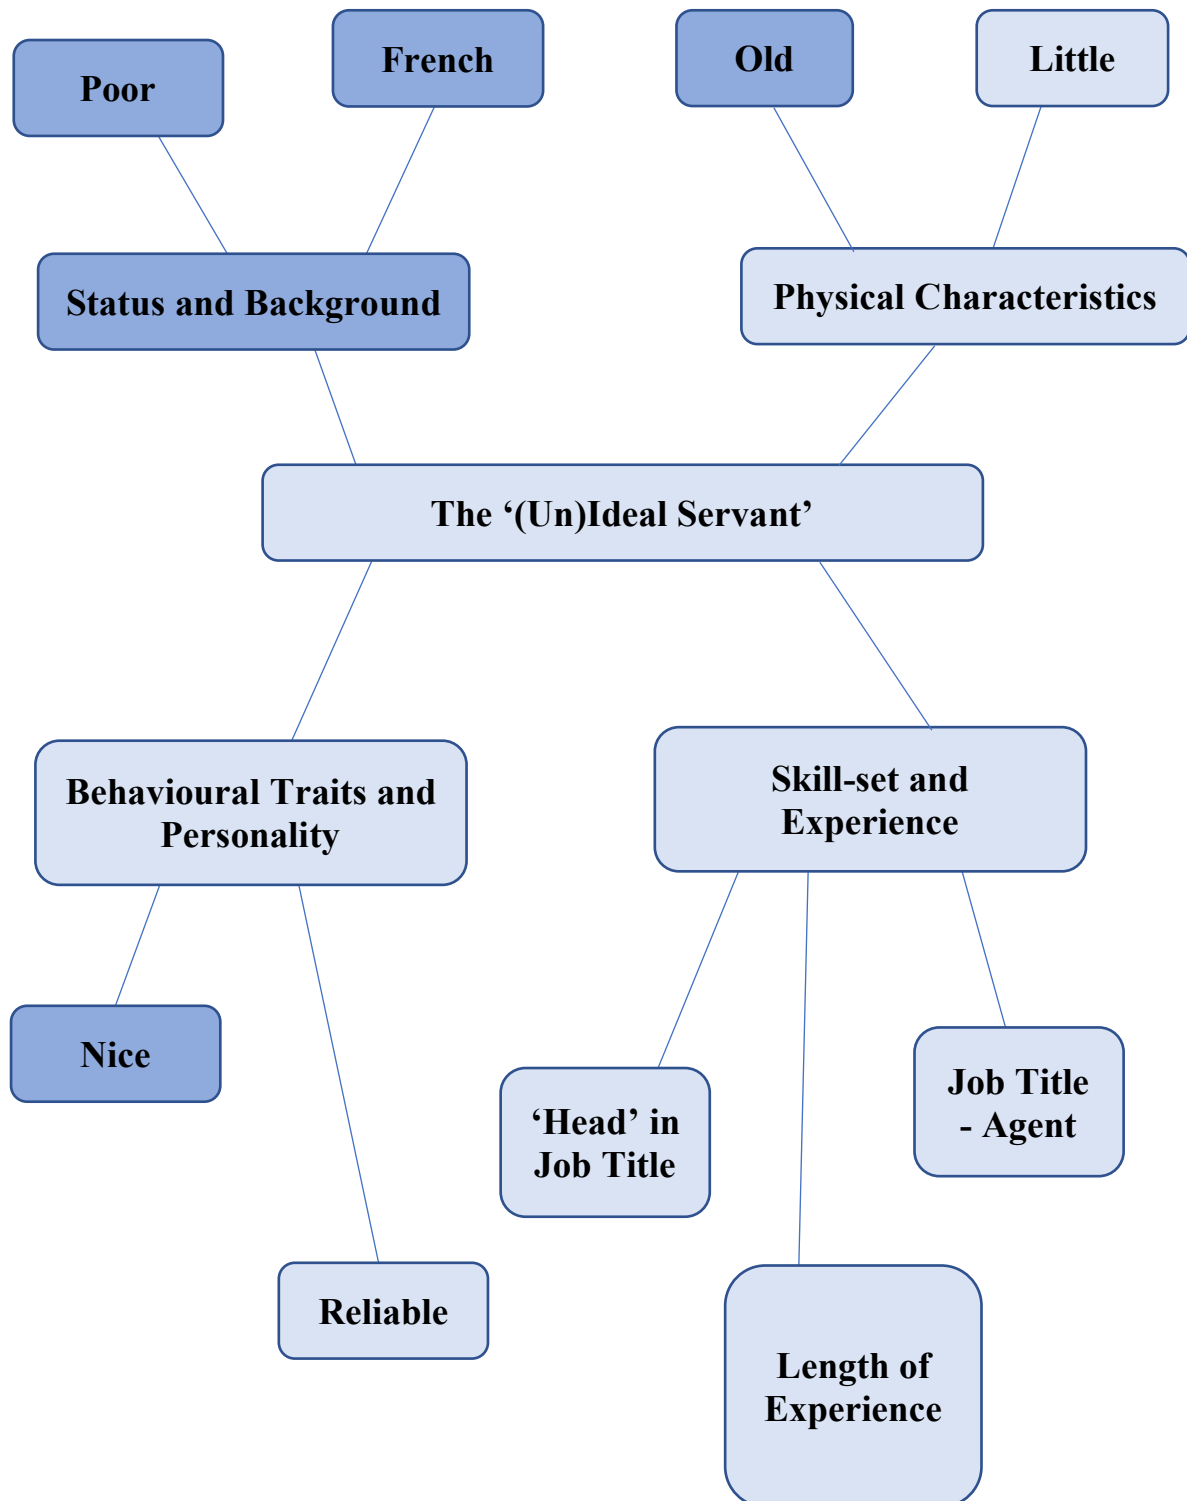 Poor
French
Old
Little
Status and Background
Physical Characteristics
The ‘(Un)Ideal Servant’
Behavioural Traits and
Personality
Skill-set and
Experience
Nice
‘Head’ in
Job Title
Job Title
- Agent
Reliable
Length of
Experience